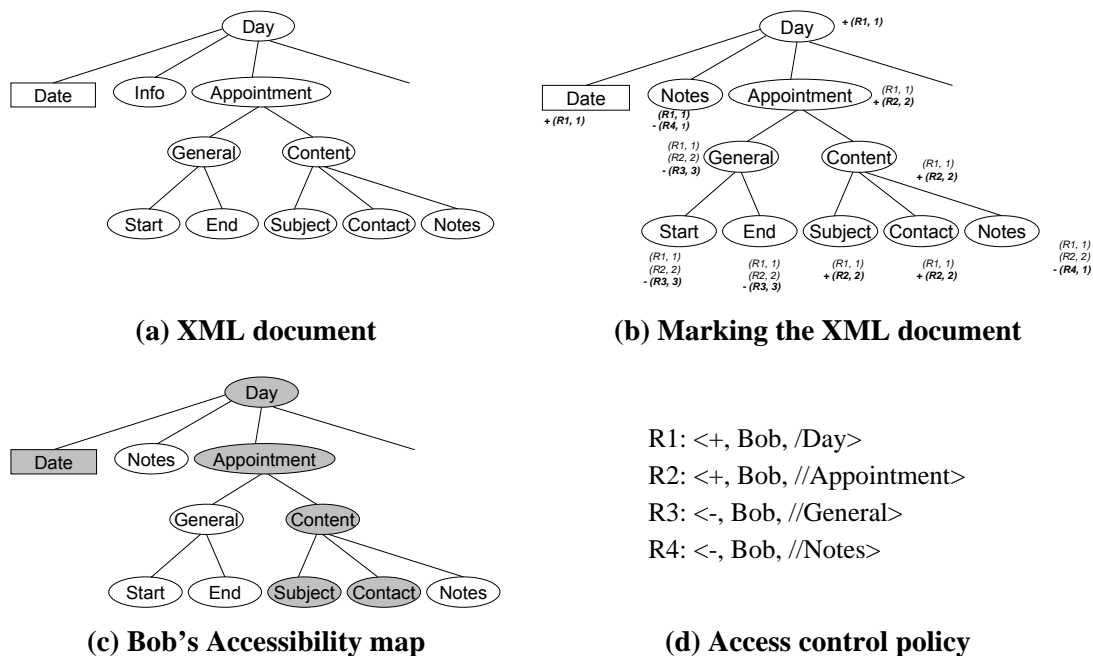 Day
Date
Info
Appointment
General
Content
Start
End
Subject
Contact
Notes
(a) XML document
Day
+ (R1, 1)
Date
+ (R1, 1)
Notes
(R1, 1)
- (R4, 1)
Appointment
(R1, 1)
+ (R2, 2)
(R1, 1)
(R2, 2)
- (R3, 3)
General
Content
(R1, 1)
+ (R2, 2)
Start
End
Subject
Contact
Notes
(R1, 1)
(R2, 2)
- (R3, 3)
(R1, 1)
(R2, 2)
- (R3, 3)
(R1, 1)
+ (R2, 2)
(R1, 1)
+ (R2, 2)
(R1, 1)
(R2, 2)
- (R4, 1)
(b) Marking the XML document
Day
Date
Notes
Appointment
General
Content
Start
End
Subject
Contact
Notes
(c) Bob's Accessibility map
R1: <+, Bob, /Day>
R2: <+, Bob, //Appointment>
R3: <-, Bob, //General>
R4: <-, Bob, //Notes>
(d) Access control policy